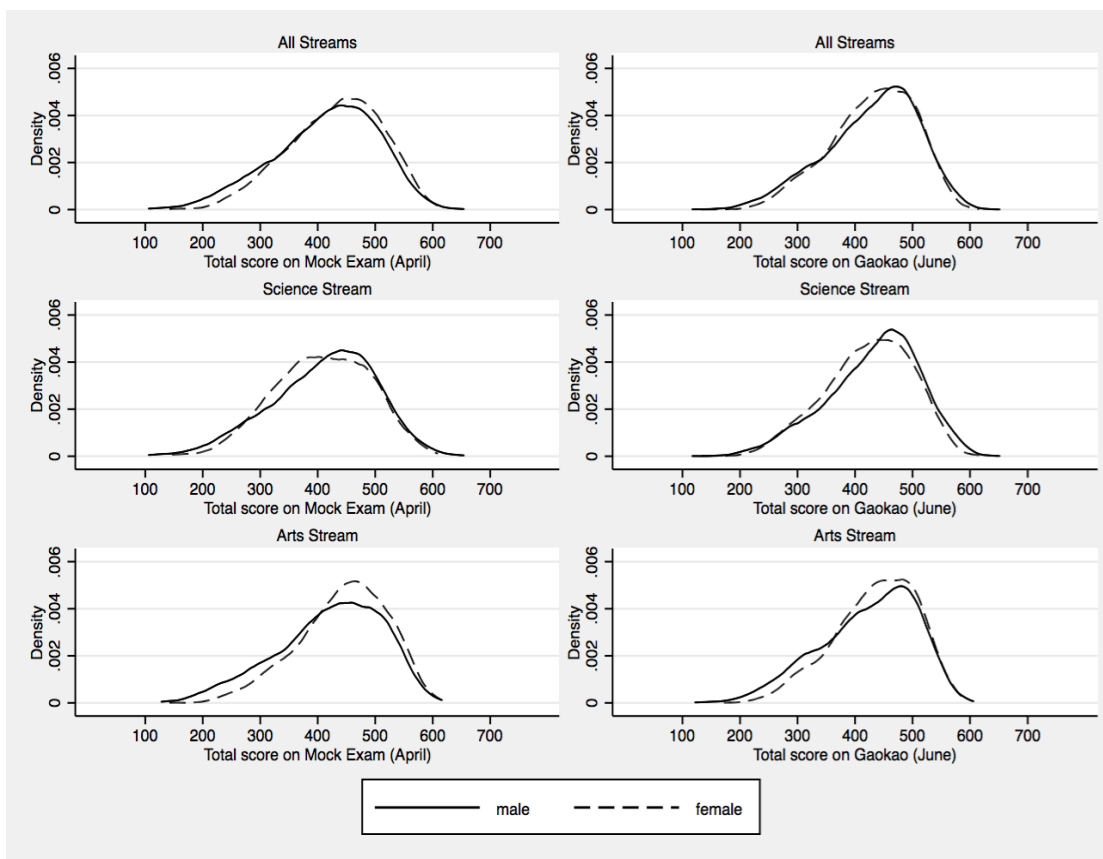 All Streams
.006
.004
.002
0
Density
100 200 300 400 500 600 700
Total score on Mock Exam (April)
All Streams
.006
.004
.002
0
Density
100 200 300 400 500 600 700
Total score on Gaokao (June)
Science Stream
.006
.004
.002
0
Density
100 200 300 400 500 600 700
Total score on Mock Exam (April)
Science Stream
.006
.004
.002
0
Density
100 200 300 400 500 600 700
Total score on Gaokao (June)
Arts Stream
.006
.004
.002
0
Density
100 200 300 400 500 600 700
Total score on Mock Exam (April)
Arts Stream
.006
.004
.002
0
Density
100 200 300 400 500 600 700
Total score on Gaokao (June)
male female